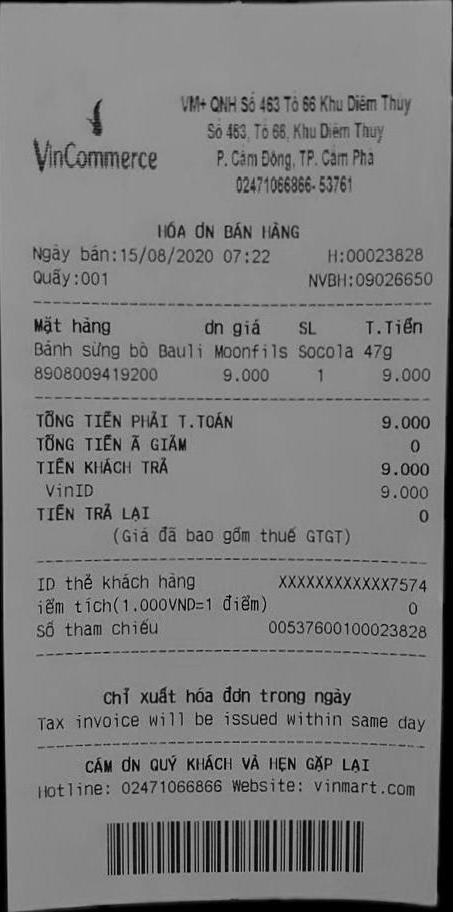 VinCommerce
VM+ QNH Số 463 Tổ 66 Khu Diêm Thuỷ
Số 463, Tổ 66, Khu Diêm Thuỷ
P. Cẩm Đông, TP. Cẩm Phả
02471066866-53761
HÓA ƠN BÁN HÀNG
Ngày bán:15/08/2020 07:22 H:00023828
Quầy:001 NVBH:09026650
Mặt hàng ơn giá SL T.Tiền
Bánh sừng bò Bauli Moonfils Socola 47g
8908009419200 9.000 1 9.000
TỔNG TIỀN PHẢI T.TOÁN 9.000
TỔNG TIỀN Ã GIẢM 0
TIỀN KHÁCH TRẢ 9.000
VinID 9.000
TIỀN TRẢ LẠI 0
(Giá đã bao gồm thuế GTGT)
ID thẻ khách hàng XXXXXXXXXXXX7574
iểm tích(1.000VND=1 điểm) 0
Số tham chiếu 00537600100023828
Chỉ xuất hóa đơn trong ngày
Tax invoice will be issued within same day
CẢM ƠN QUÝ KHÁCH VÀ HẸN GẶP LẠI
Hotline: 02471066866 Website: vinmart.com